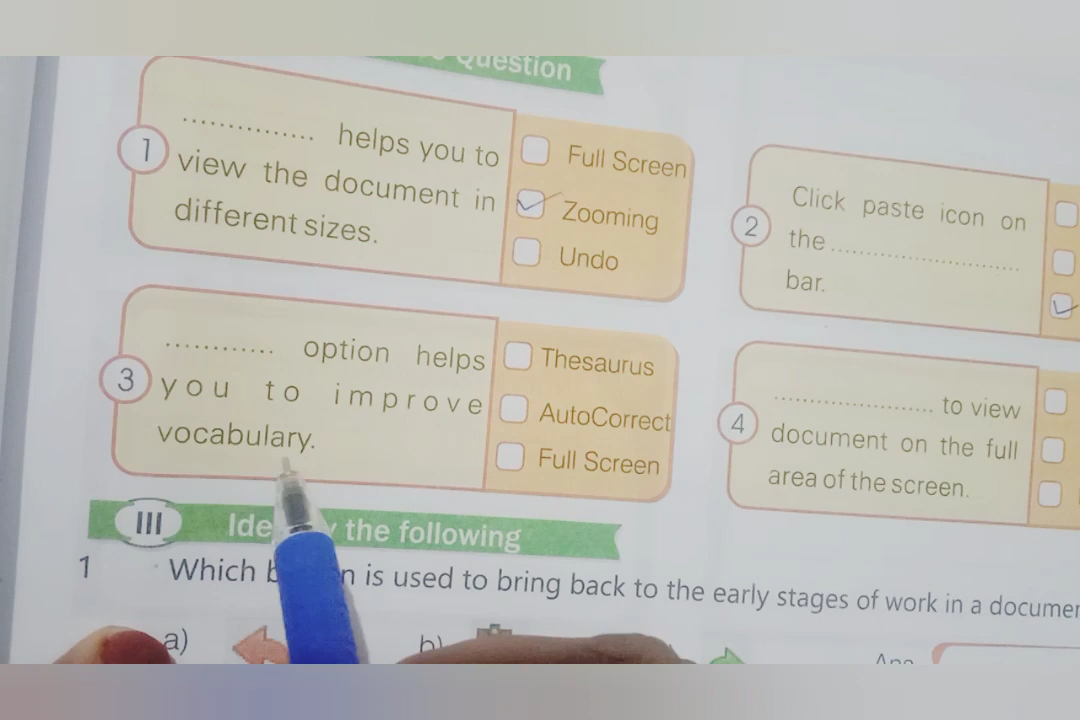 Question
1
............... helps you to
view the document in
different sizes.
Full Screen
Zooming
Undo
2
Click paste icon on
the ..........................
bar.
3
............ option helps
you to improve
vocabulary.
Thesaurus
AutoCorrect
Full Screen
4
...................... to view
document on the full
area of the screen.
III
the following
1 Which is used to bring back to the early stages of work in a
a)
b)